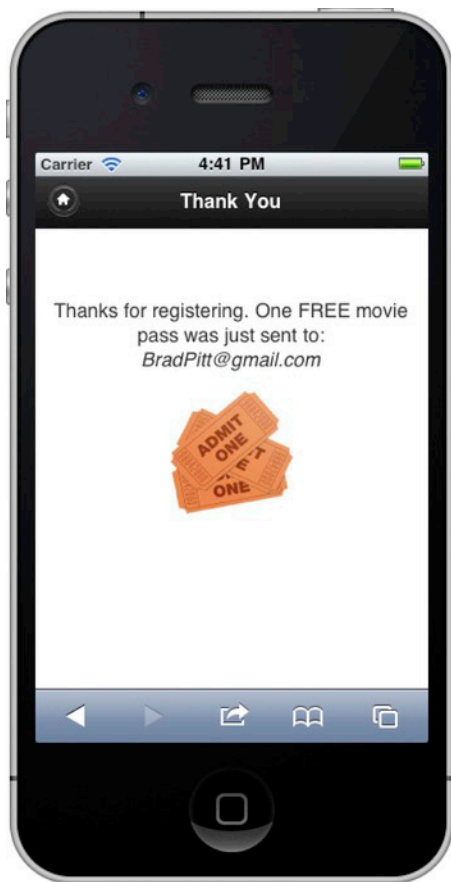 Carrier 4:41 PM
Thank You
Thanks for registering. One FREE movie
pass was just sent to:
BradPitt@gmail.com
ADMIT
ONE
ONE